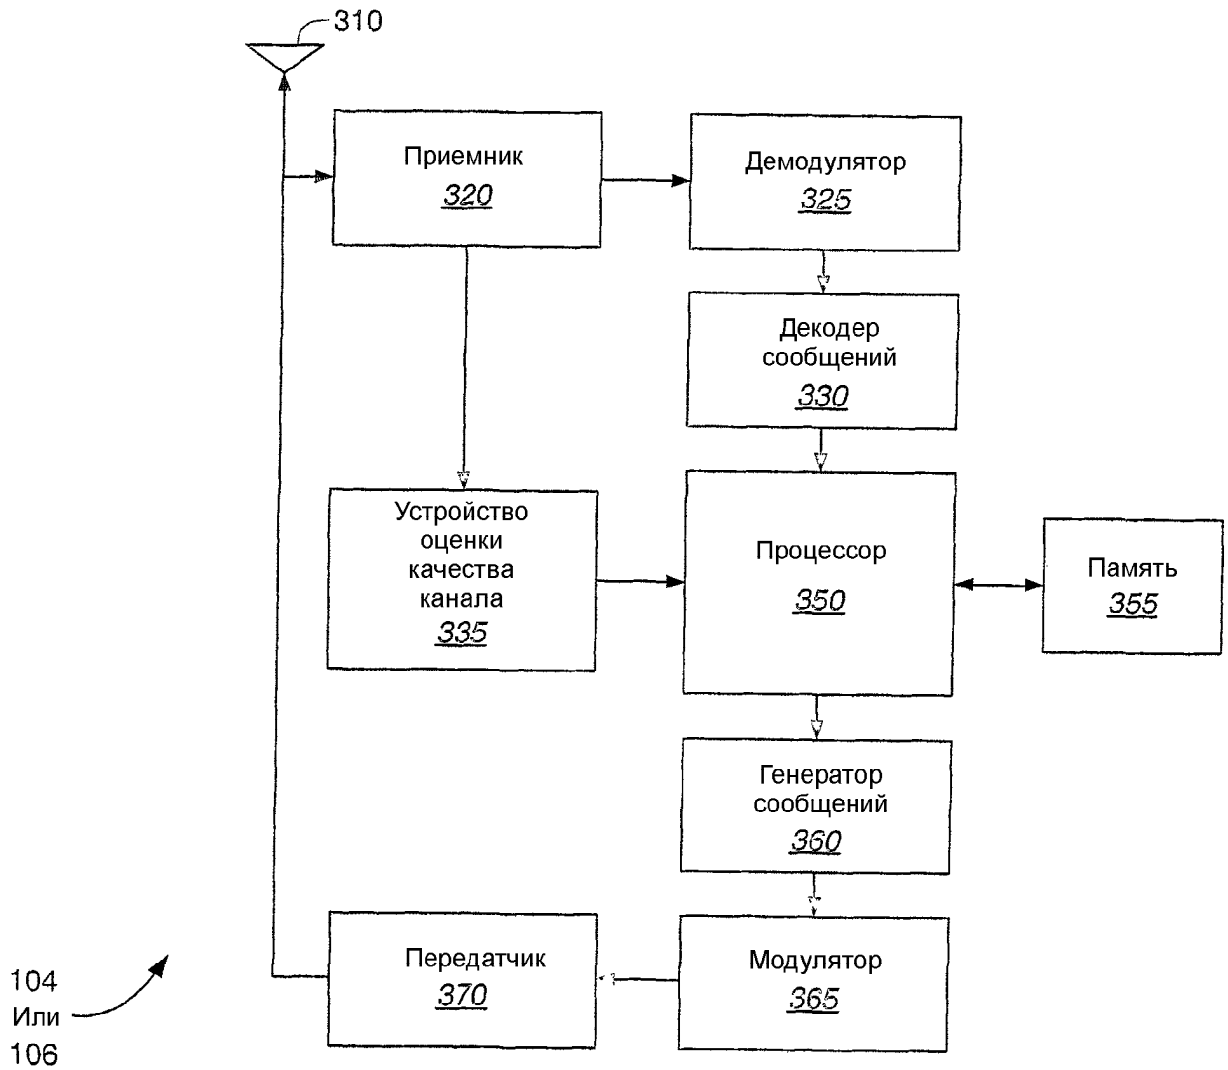 310
Приемник
320
Демодулятор
325
Декодер
сообщений
330
Устройство
оценки
качества
канала
335
Процессор
350
Память
355
Генератор
сообщений
360
Передатчик
370
Модулятор
365
104
Или
106